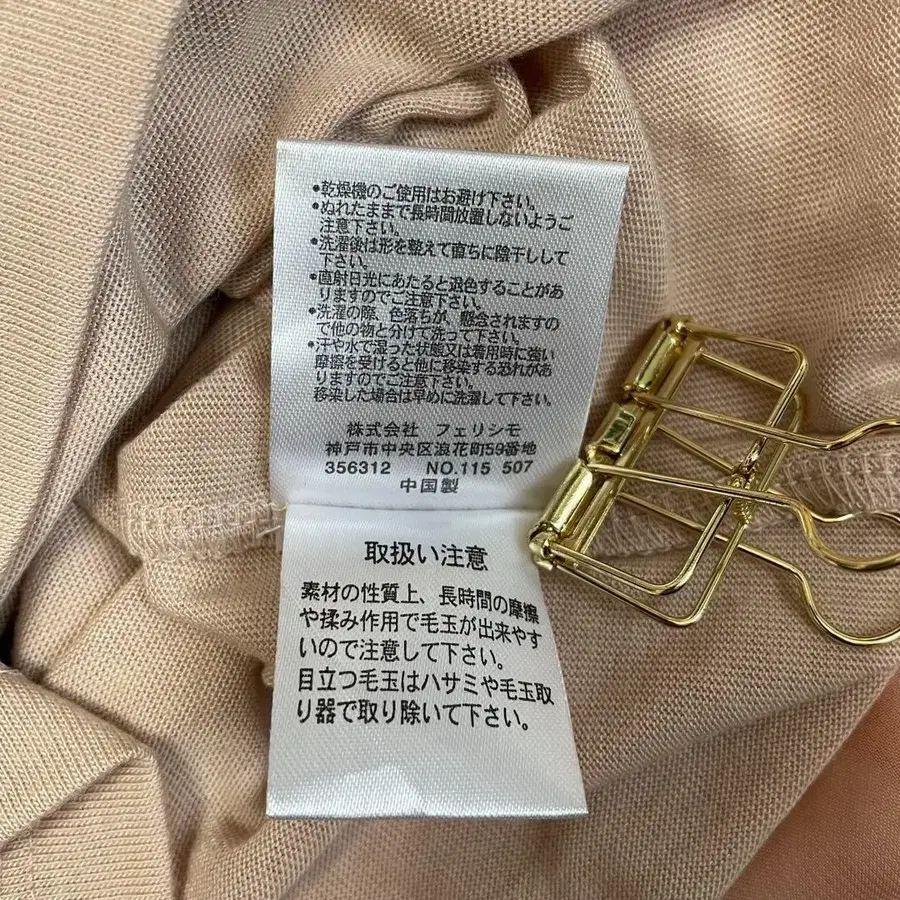 •乾燥機のご使用はお避け下さい。
•ぬれたままで長時間放置しないようご
注意下さい。
•洗濯後は形を整えて直ちに陰干しして
下さい。
•直射日光にあたると退色することがあ
りますのでご注意下さい。
•洗濯の際、色落ちが、懸念されますの
で他の物と分けて洗って下さい。
•汗や水で湿った状態又は着用時に強い
摩擦を受けると他に移染する恐れがあ
りますのでご注意下さい。
移染した場合は早めに洗濯して下さい。
株式会社 フェリシモ
神戸市中央区浪花町59番地
356312 NO.115 507
中国製
取扱い注意
素材の性質上、長時間の摩擦
や揉み作用で毛玉が出来やす
いので注意して下さい。
目立つ毛玉はハサミや毛玉取
り器で取り除いて下さい。